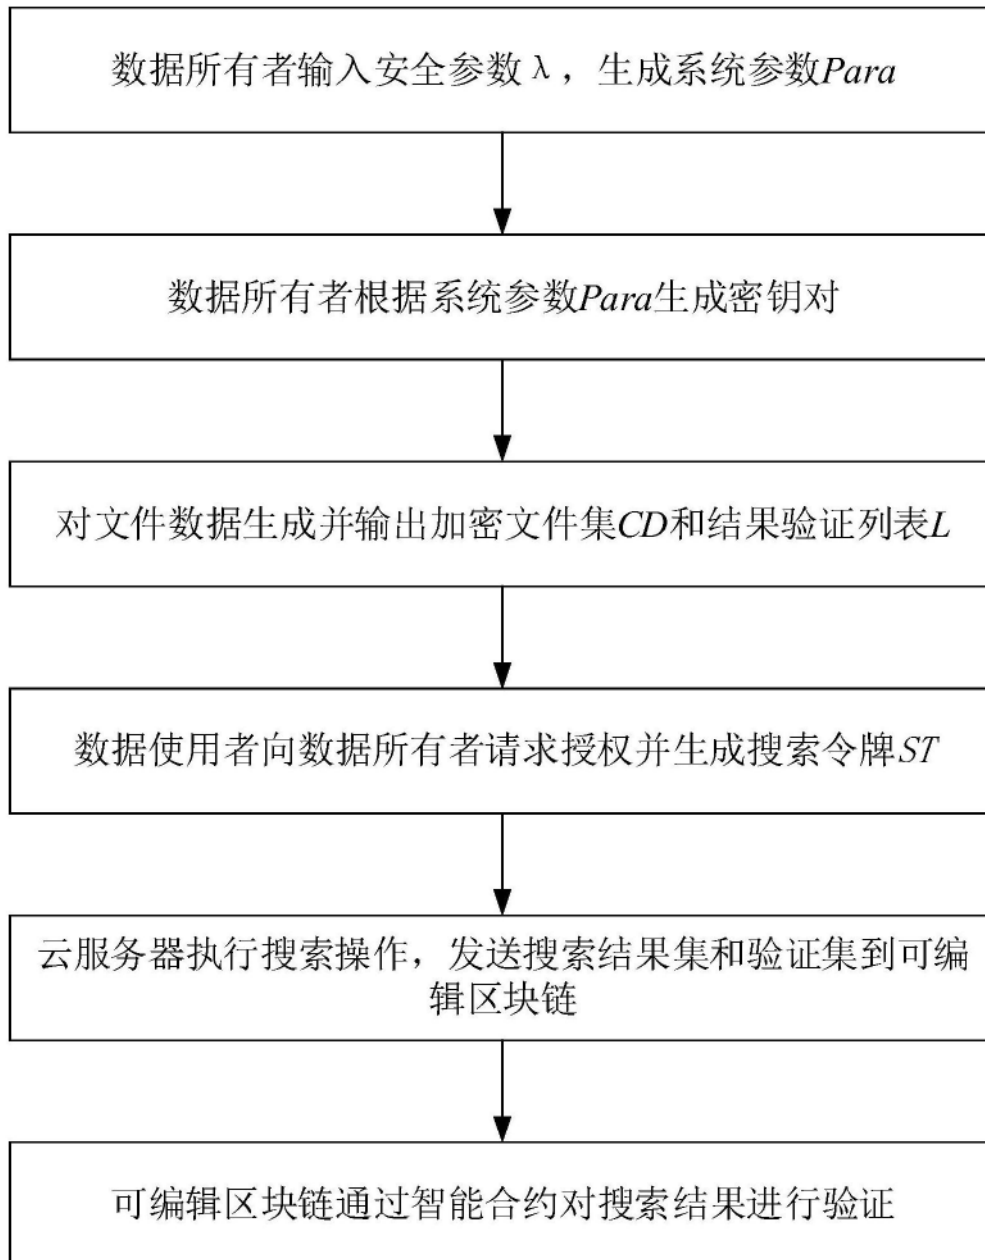 数据所有者输入安全参数λ，生成系统参数Para
数据所有者根据系统参数Para生成密钥对
对文件数据生成并输出加密文件集CD和结果验证列表L
数据使用者向数据所有者请求授权并生成搜索令牌ST
云服务器执行搜索操作，发送搜索结果集和验证集到可编
辑区块链
可编辑区块链通过智能合约对搜索结果进行验证